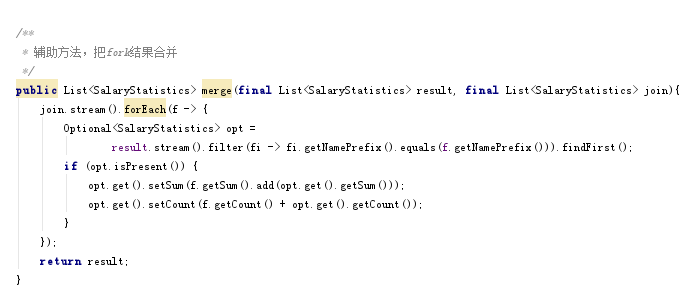 /**
 * 辅助方法，把fork结果合并
 */
public List<SalaryStatistics> merge(final List<SalaryStatistics> result, final List<SalaryStatistics> join){
    join.stream().forEach(f -> {
        Optional<SalaryStatistics> opt =
                result.stream().filter(fi -> fi.getNamePrefix().equals(f.getNamePrefix())).findFirst();
        if (opt.isPresent()) {
            opt.get().setSum(f.getSum().add(opt.get().getSum()));
            opt.get().setCount(f.getCount() + opt.get().getCount());
        }
    });
    return result;
}